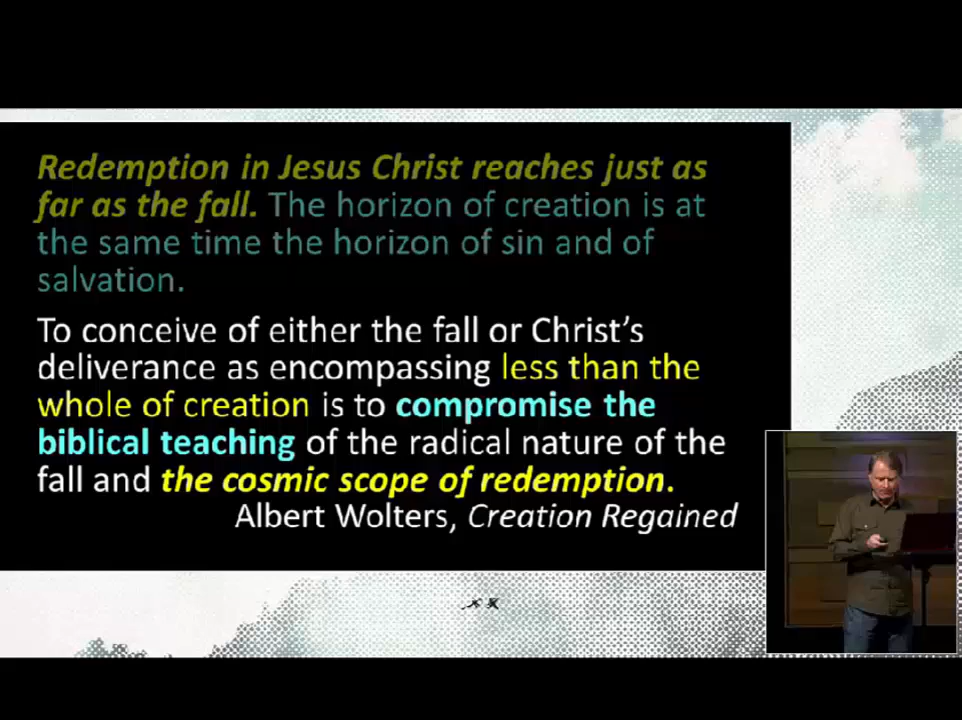 Redemption in Jesus Christ reaches just as
far as the fall. The horizon of creation is at
the same time the horizon of sin and of
salvation.
To conceive of either the fall or Christ's
deliverance as encompassing less than the
whole of creation is to compromise the
biblical teaching of the radical nature of the
fall and the cosmic scope of redemption.
Albert Wolters, Creation Regained